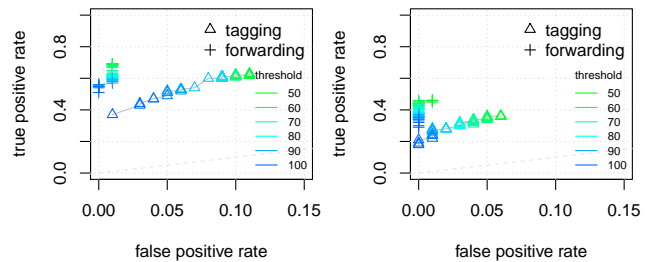 true positive rate
0.0 0.4 0.8
0.00 0.05 0.10 0.15
false positive rate
tagging
forwarding
threshold
50
60
70
80
90
100
true positive rate
0.0 0.4 0.8
0.00 0.05 0.10 0.15
false positive rate
tagging
forwarding
threshold
50
60
70
80
90
100